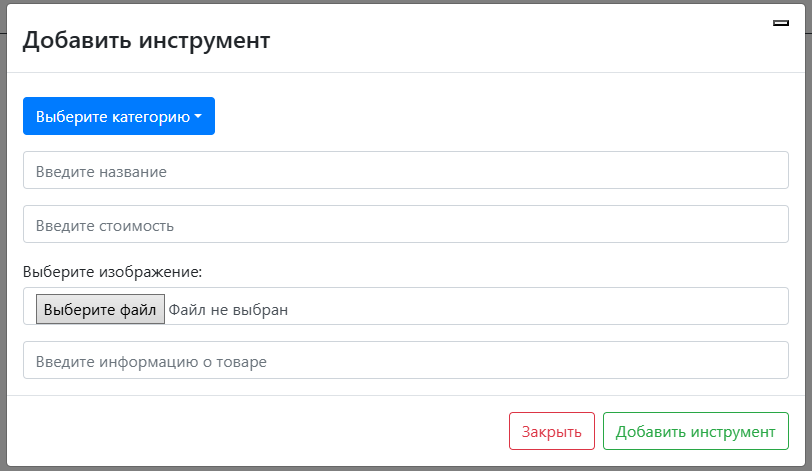 Добавить инструмент
Выберите категорию
Введите название
Введите стоимость
Выберите изображение:
Выберите файл Файл не выбран
Введите информацию о товаре
Закрыть Добавить инструмент